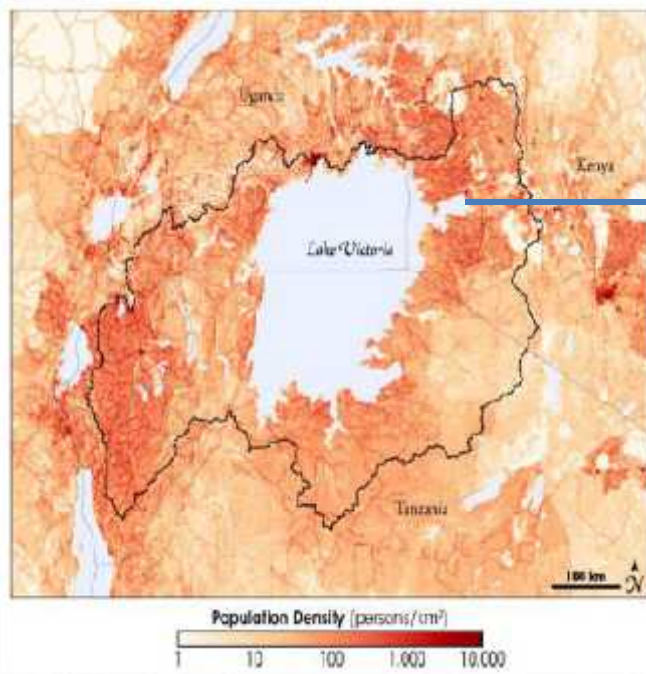 Uganda
Kenya
Lake Victoria
Tanzania
100 km
N
Population Density (persons/km²)
1 10 100 1.000 10.000